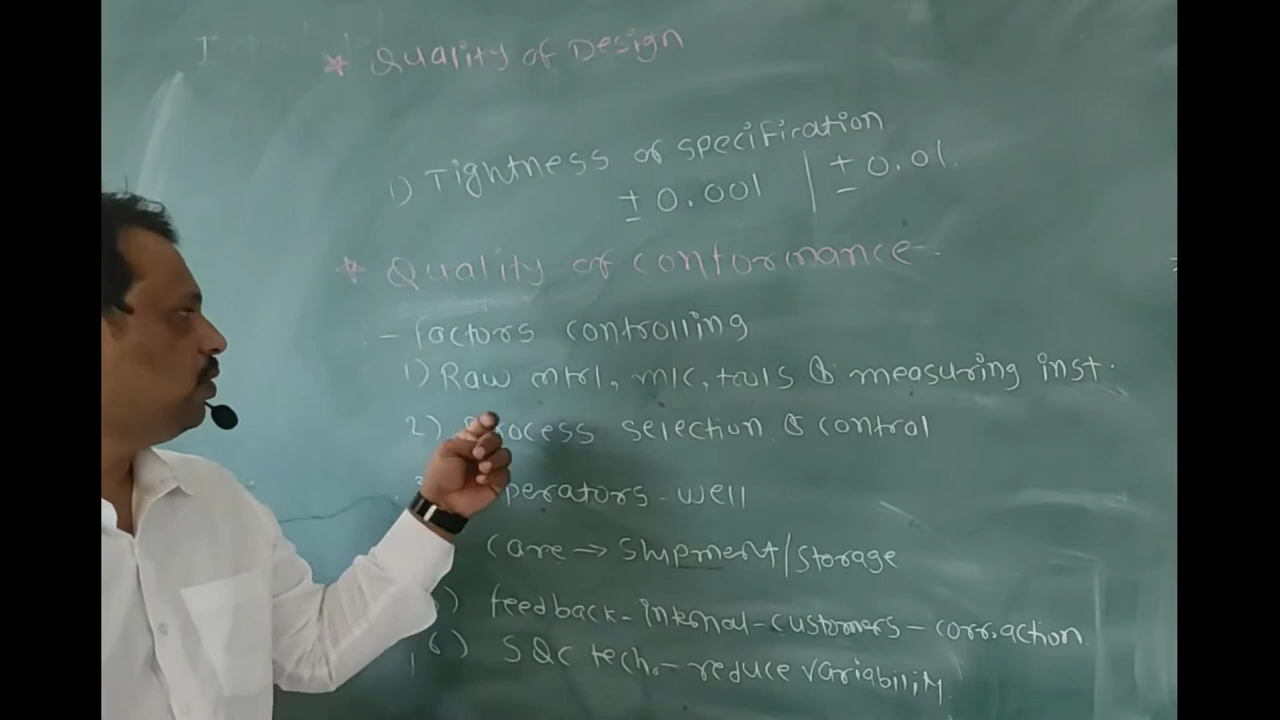 * Quality of Design
1) Tightness of specification
± 0.001 | ± 0.01.
* Quality of conformance -
- factors controlling
1) Raw mtrl, m/c, tools & measuring inst.
2) Process selection & control
perators - well
Care → Shipment/storage
) feedback - internal - customers - corr.action
6) SQC tech. - reduce variability.